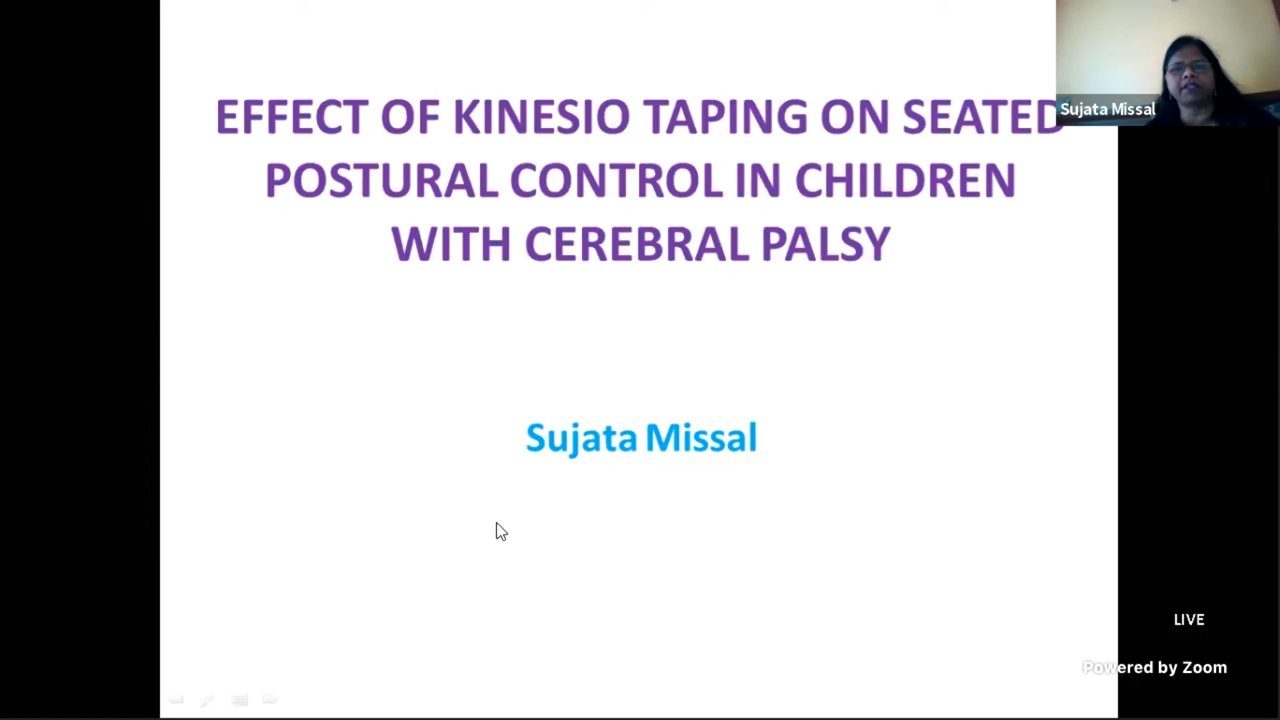 EFFECT OF KINESIO TAPING ON SEATED
POSTURAL CONTROL IN CHILDREN
WITH CEREBRAL PALSY
Sujata Missal
Sujata Missal
LIVE
Powered by Zoom